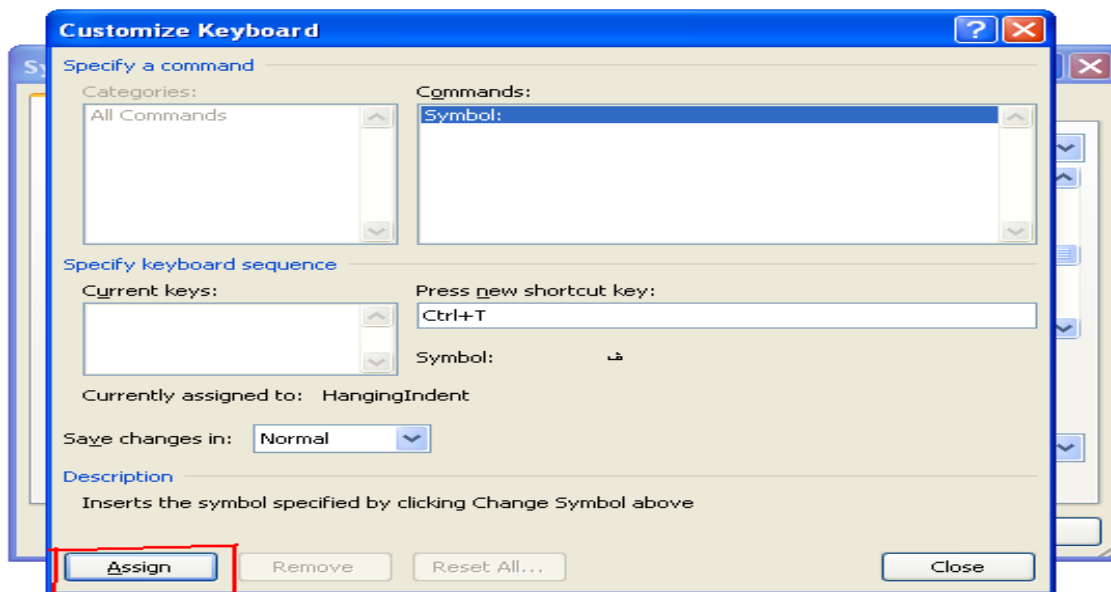 Customize Keyboard
Sy
Specify a command
Categories:
Commands:
All Commands
Symbol:
Specify keyboard sequence
Current keys:
Press new shortcut key:
Ctrl+T
Symbol: ف
Currently assigned to: HangingIndent
Save changes in: Normal
Description
Inserts the symbol specified by clicking Change Symbol above
Assign
Remove
Reset All...
Close